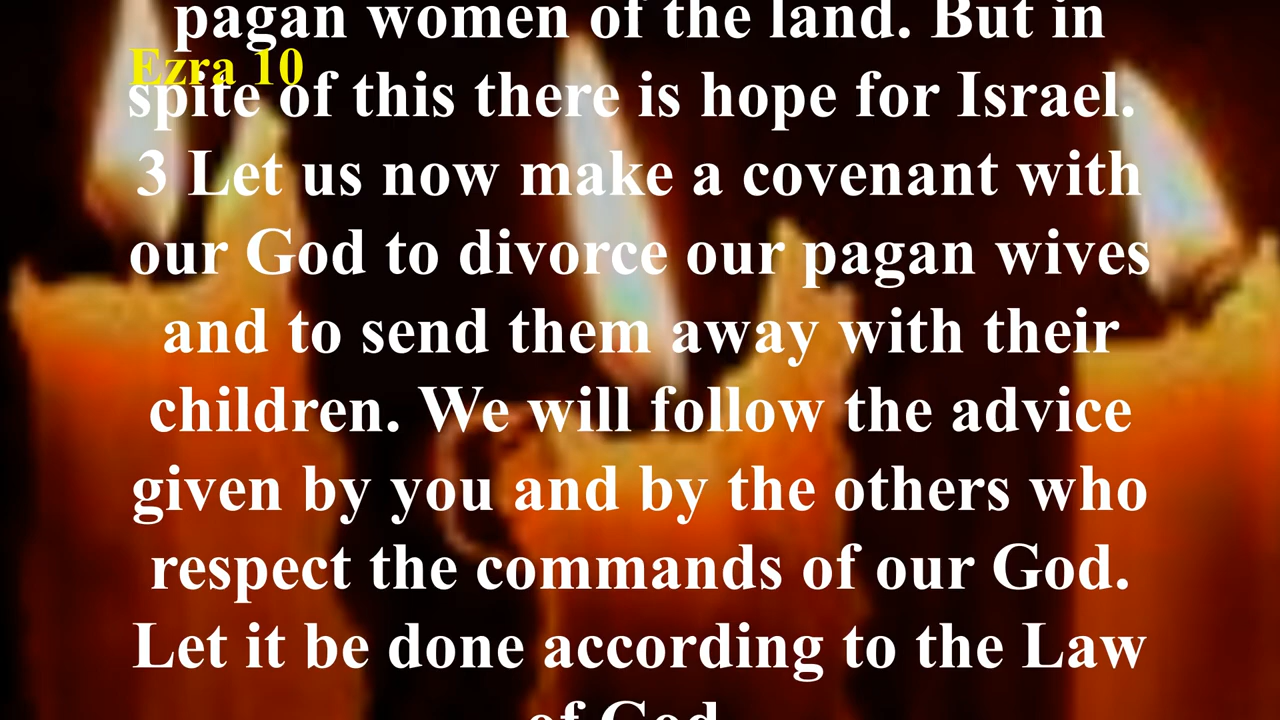 pagan women of the land. But in
Ezra 10
spite of this there is hope for Israel.
3 Let us now make a covenant with
our God to divorce our pagan wives
and to send them away with their
children. We will follow the advice
given by you and by the others who
respect the commands of our God.
Let it be done according to the Law
of God.